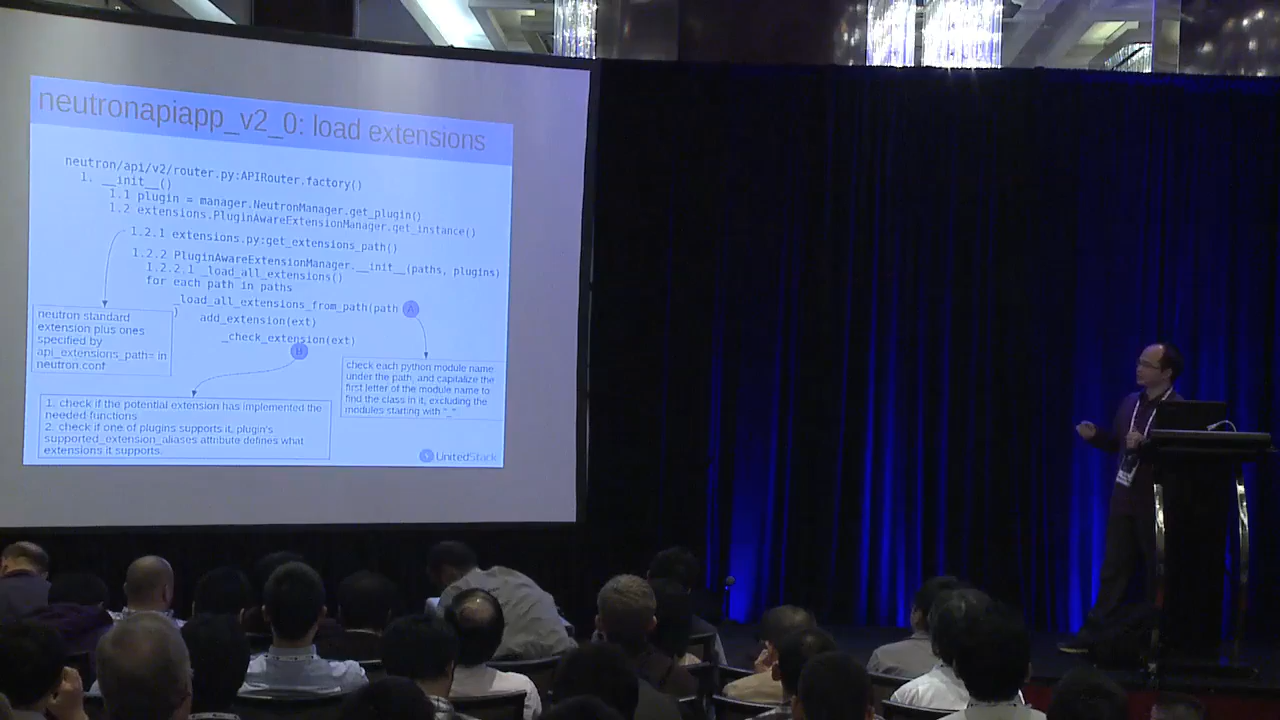 neutronapiapp_v2_0: load extensions
neutron/api/v2/router.py:APIRouter.factory()
1. __init__()
1.1 plugin = manager.NeutronManager.get_plugin()
1.2 extensions.PluginAwareExtensionManager.get_instance()
1.2.1 extensions.py:get_extensions_path()
1.2.2 PluginAwareExtensionManager.__init__(paths, plugins)
1.2.2.1 _load_all_extensions()
for each path in paths
_load_all_extensions_from_path(path
)
A
add_extension(ext)
_check_extension(ext)
B
neutron standard
extension plus ones
specified by
api_extensions_path= in
neutron.conf
check each python module name
under the path, and capitalize the
first letter of the module name to
find the class in it, excluding the
modules starting with "_".
1. check if the potential extension has implemented the
needed functions
2. check if one of plugins supports it, plugin's
supported_extension_aliases attribute defines what
extensions it supports.
UnitedStack